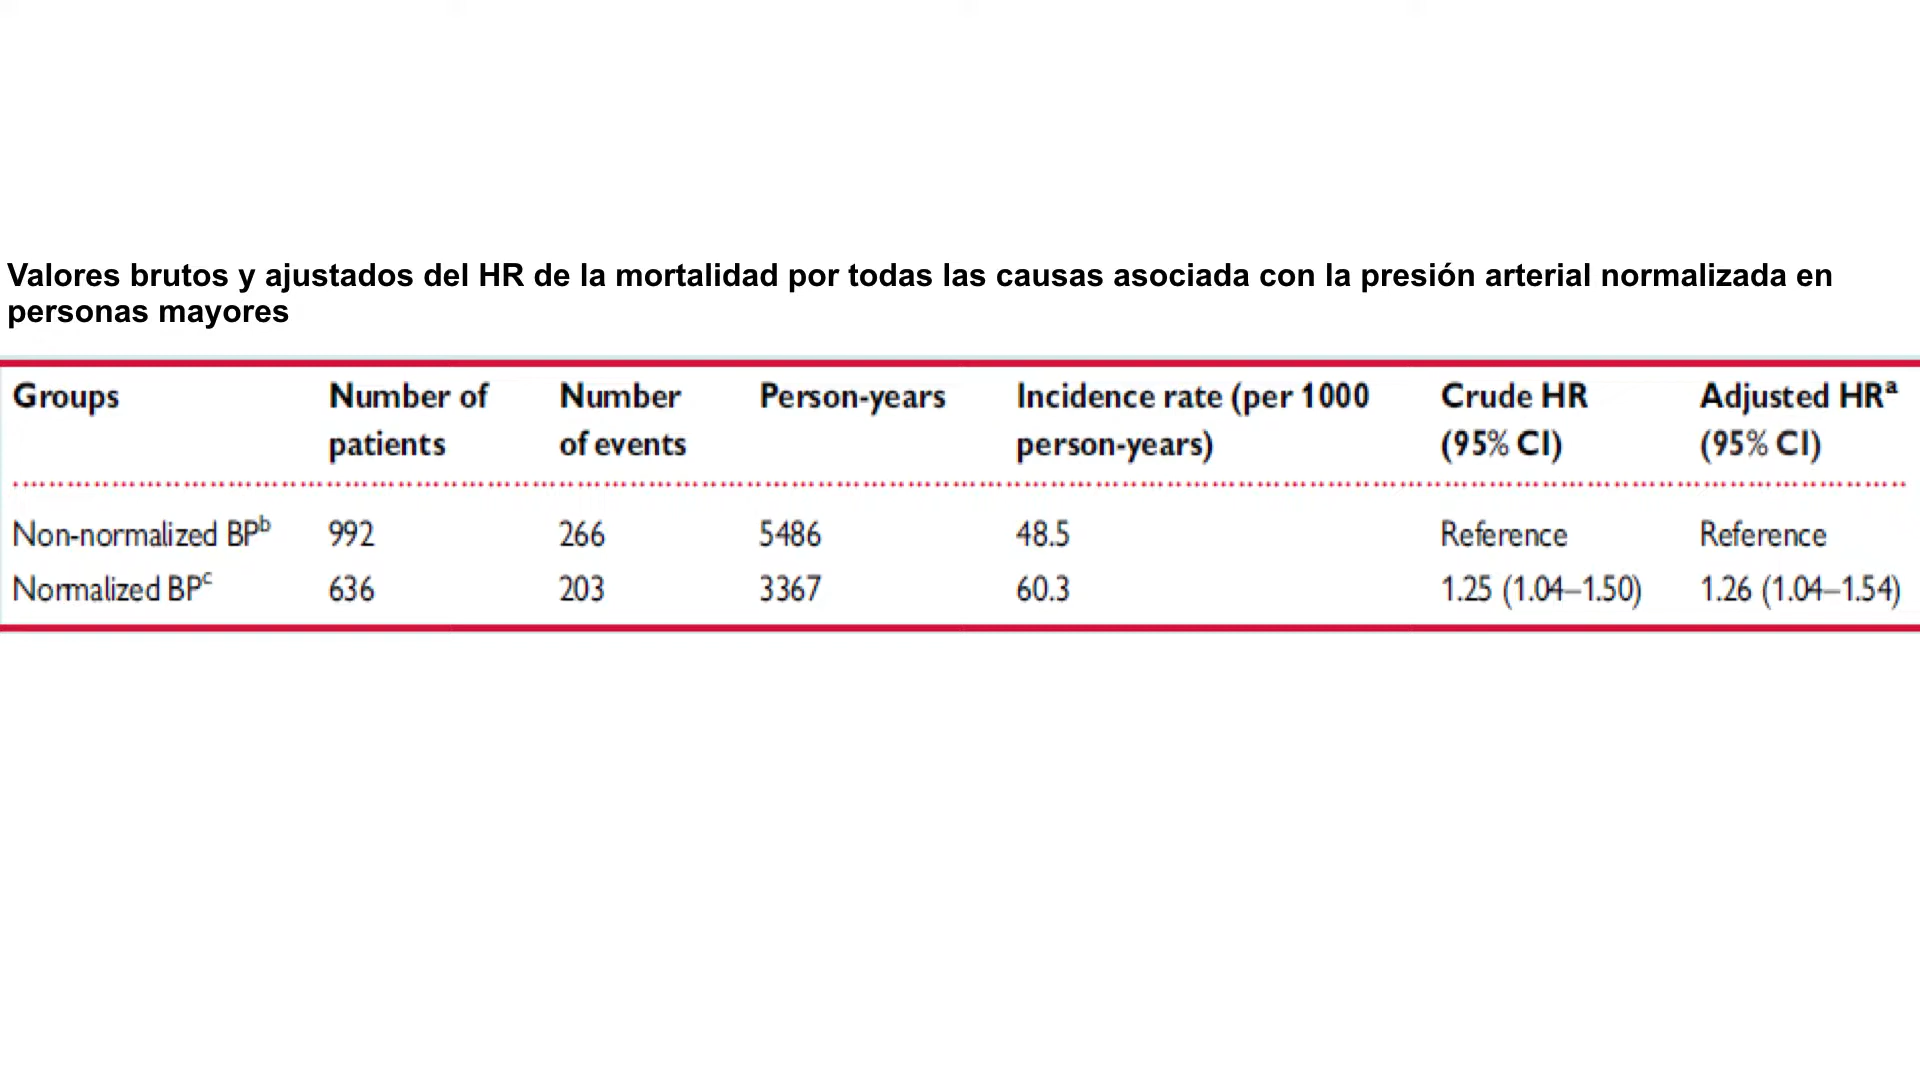 Valores brutos y ajustados del HR de la mortalidad por todas las causas asociada con la presión arterial normalizada en
personas mayores
Groups Number of patients Number of events Person-years Incidence rate (per 1000 person-years) Crude HR (95% CI) Adjusted HRᵃ (95% CI)
Non-normalized BPᵇ 992 266 5486 48.5 Reference Reference
Normalized BPᶜ 636 203 3367 60.3 1.25 (1.04–1.50) 1.26 (1.04–1.54)